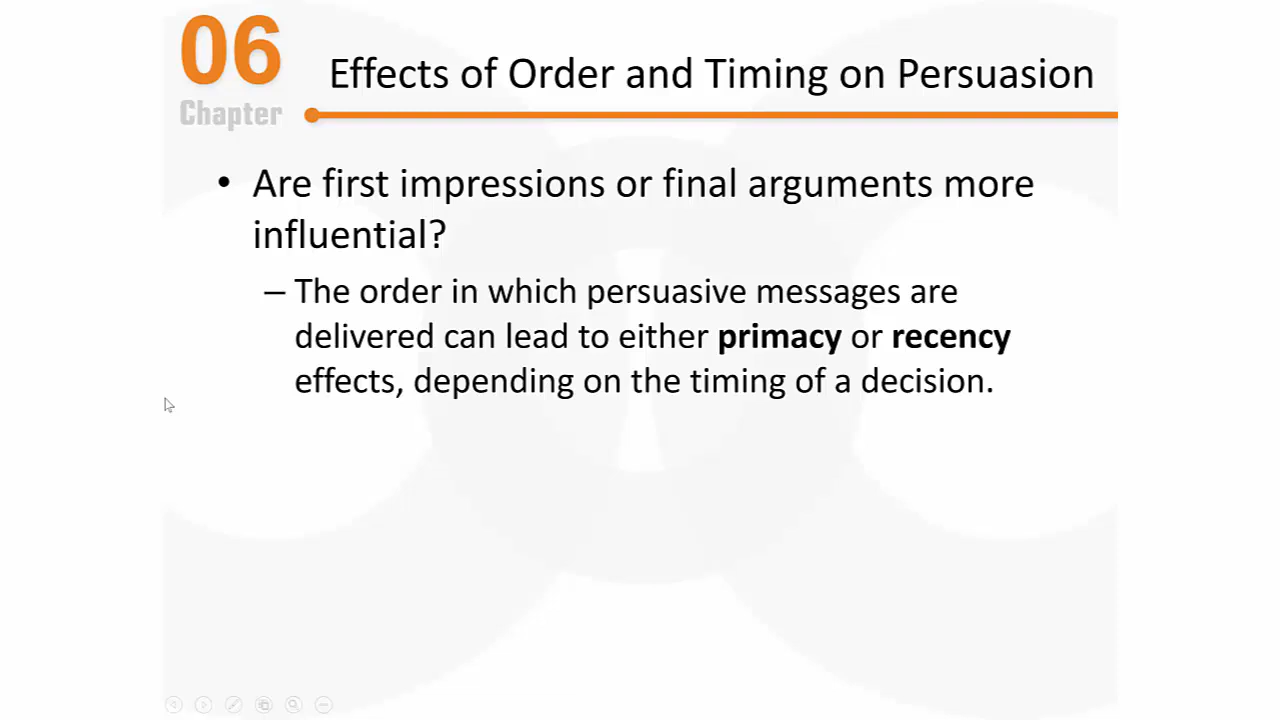 06
Chapter
Effects of Order and Timing on Persuasion
• Are first impressions or final arguments more
influential?
– The order in which persuasive messages are
delivered can lead to either primacy or recency
effects, depending on the timing of a decision.